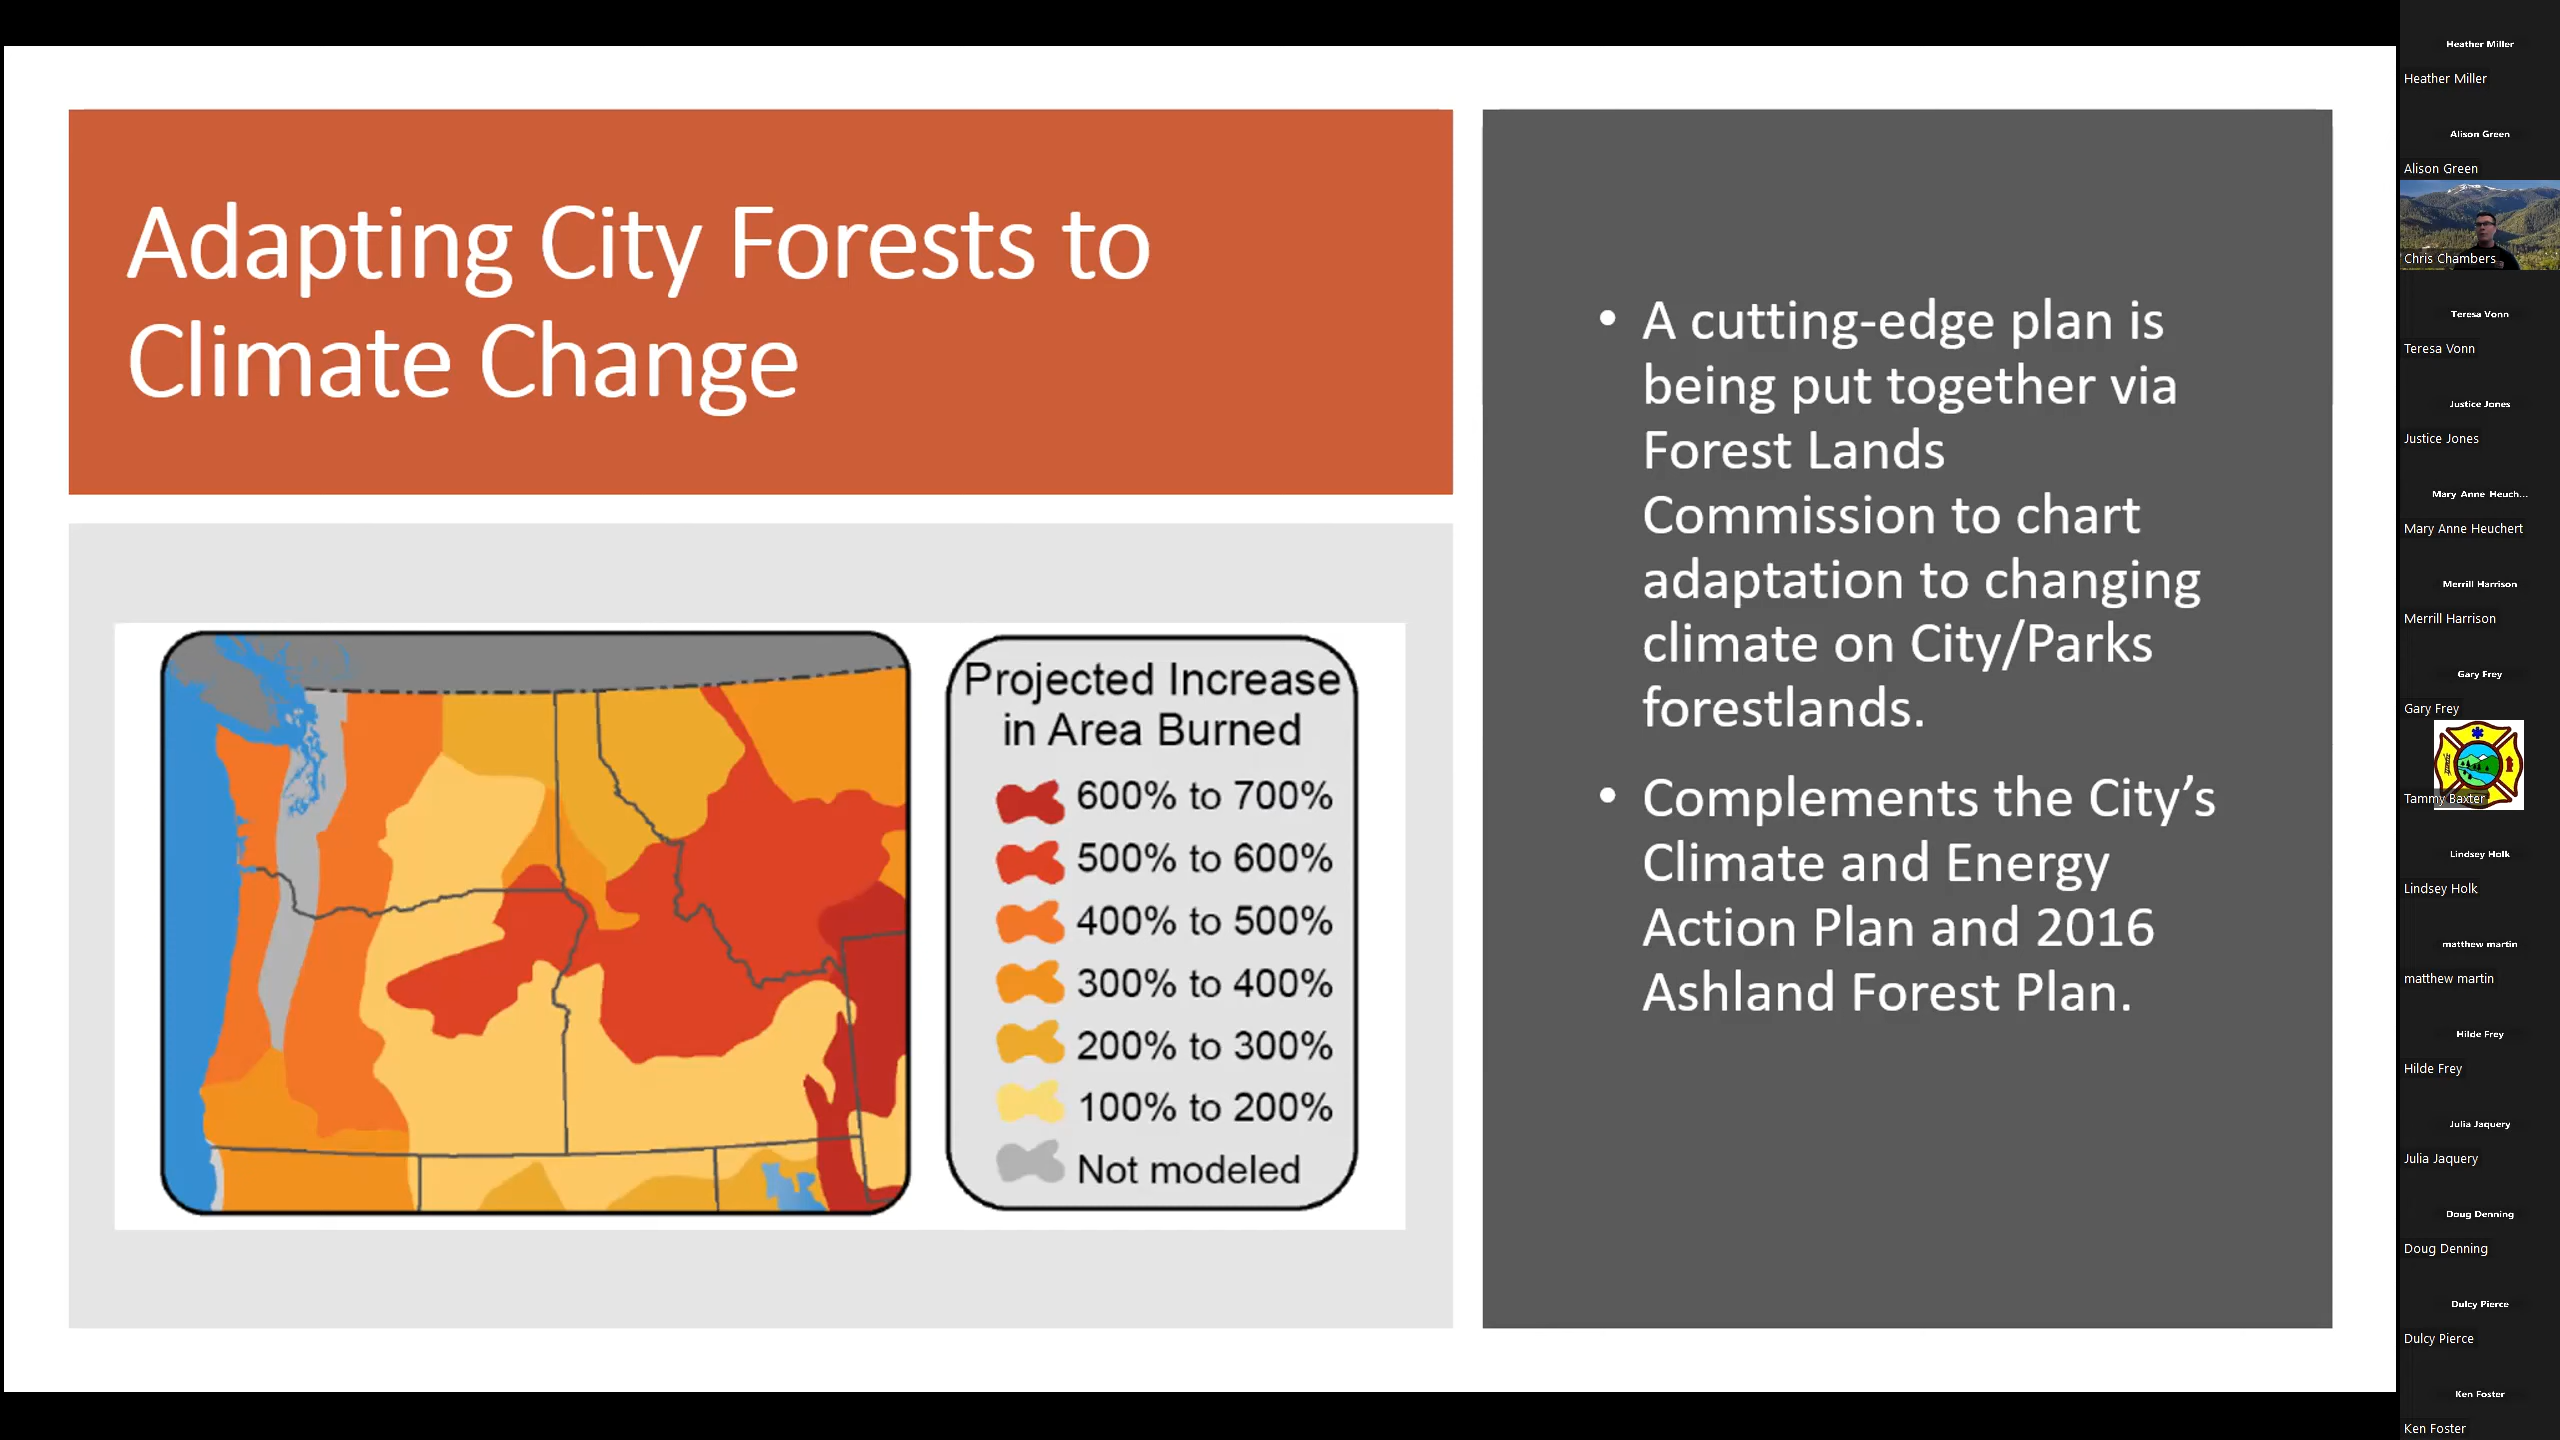 Adapting City Forests to
Climate Change
Projected Increase
in Area Burned
600% to 700%
500% to 600%
400% to 500%
300% to 400%
200% to 300%
100% to 200%
Not modeled
• A cutting-edge plan is
being put together via
Forest Lands
Commission to chart
adaptation to changing
climate on City/Parks
forestlands.
• Complements the City’s
Climate and Energy
Action Plan and 2016
Ashland Forest Plan.
Heather Miller
Heather Miller
Alison Green
Alison Green
Chris Chambers
Teresa Vonn
Teresa Vonn
Justice Jones
Justice Jones
Mary Anne Heuch...
Mary Anne Heuchert
Merrill Harrison
Merrill Harrison
Gary Frey
Gary Frey
Tammy Baxter
Lindsey Holk
Lindsey Holk
matthew martin
matthew martin
Hilde Frey
Hilde Frey
Julia Jaquery
Julia Jaquery
Doug Denning
Doug Denning
Dulcy Pierce
Dulcy Pierce
Ken Foster
Ken Foster